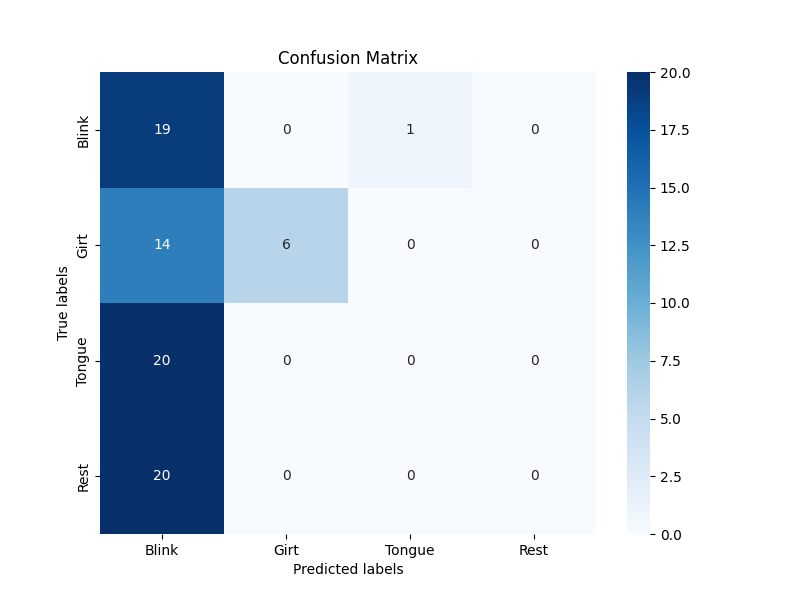 Confusion Matrix
True labels
Blink
19 0 1 0
Girt
14 6 0 0
Tongue
20 0 0 0
Rest
20 0 0 0
Blink Girt Tongue Rest
Predicted labels
20.0
17.5
15.0
12.5
10.0
7.5
5.0
2.5
0.0